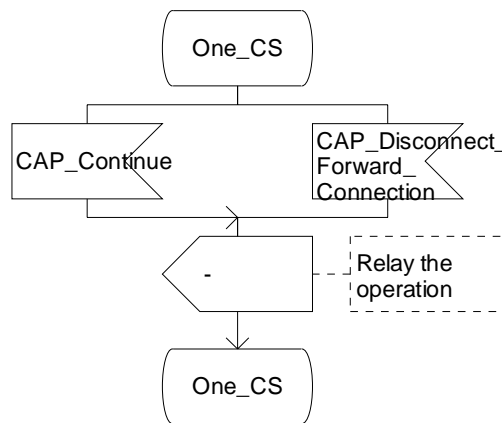 One_CS
CAP_Continue
CAP_Disconnect_
Forward_
Connection
-
Relay the
operation
One_CS